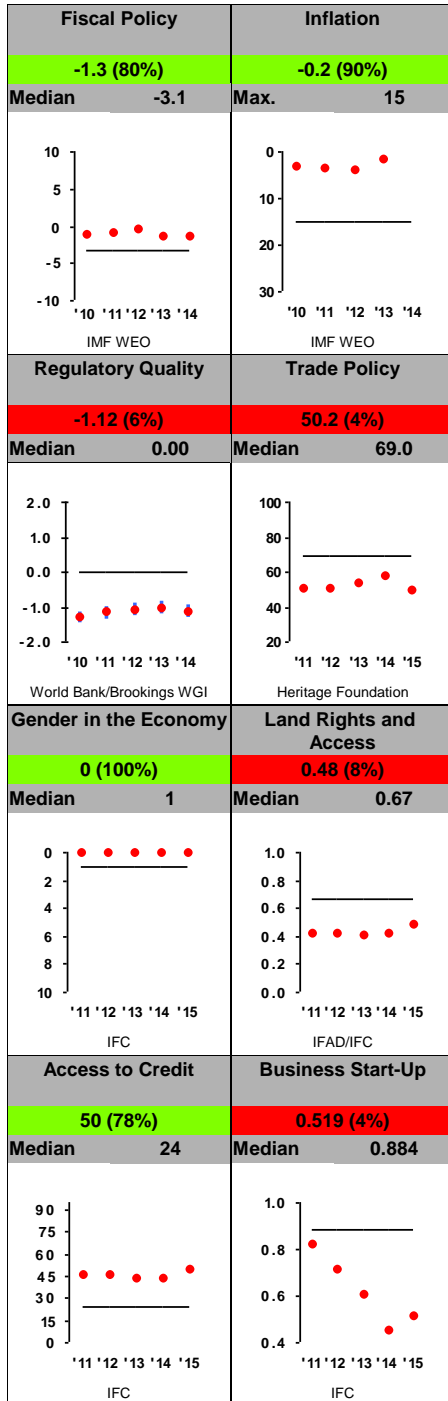 Fiscal Policy
-1.3 (80%)
Median -3.1
10
5
0
-5
-10
'10 '11 '12 '13 '14
IMF WEO
Inflation
-0.2 (90%)
Max. 15
0
10
20
30
'10 '11 '12 '13 '14
IMF WEO
Regulatory Quality
-1.12 (6%)
Median 0.00
2.0
1.0
0.0
-1.0
-2.0
'10 '11 '12 '13 '14
World Bank/Brookings WGI
Trade Policy
50.2 (4%)
Median 69.0
100
80
60
40
20
'11 '12 '13 '14 '15
Heritage Foundation
Gender in the Economy
0 (100%)
Median 1
0
2
4
6
8
10
'11 '12 '13 '14 '15
IFC
Land Rights and
Access
0.48 (8%)
Median 0.67
1.0
0.8
0.6
0.4
0.2
0.0
'11 '12 '13 '14 '15
IFAD/IFC
Access to Credit
50 (78%)
Median 24
90
75
60
45
30
15
0
'11 '12 '13 '14 '15
IFC
Business Start-Up
0.519 (4%)
Median 0.884
1.0
0.8
0.6
0.4
'11 '12 '13 '14 '15
IFC